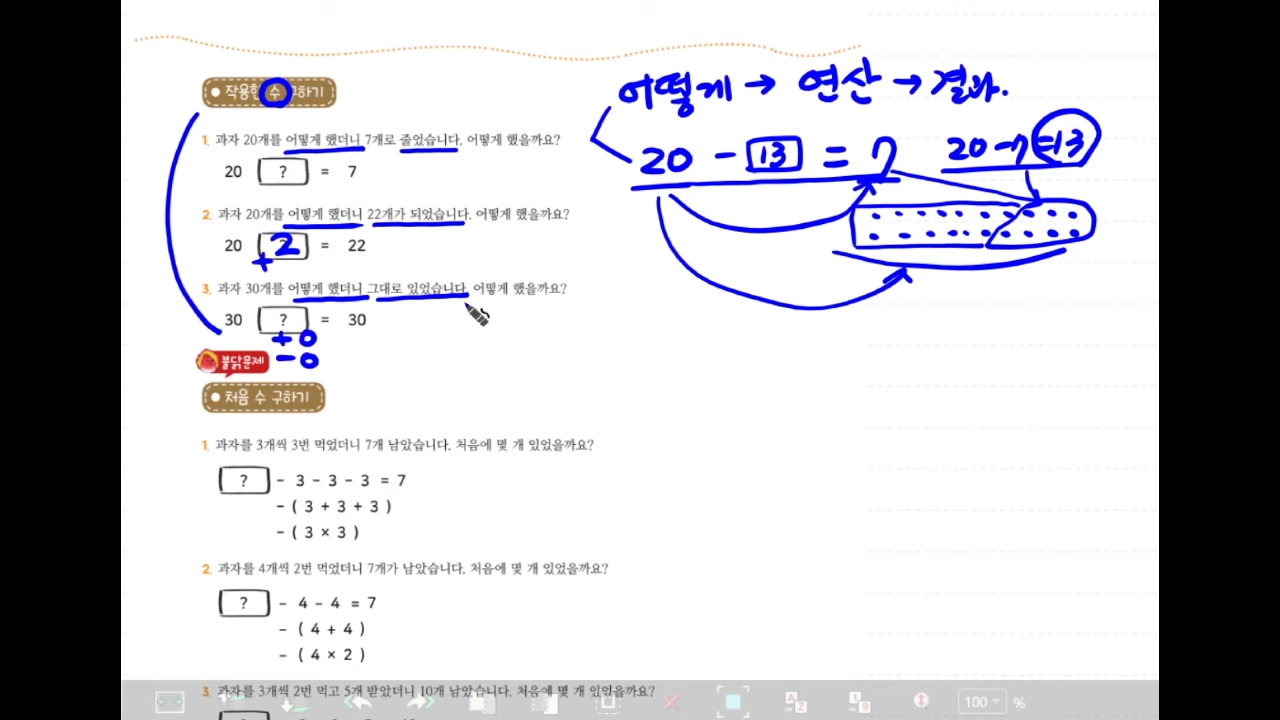 작용한 수 구하기
1. 과자 20개를 어떻게 했더니 7개로 줄었습니다. 어떻게 했을까요?
20 ? = 7
2. 과자 20개를 어떻게 했더니 22개가 되었습니다. 어떻게 했을까요?
20 +2 = 22
3. 과자 30개를 어떻게 했더니 그대로 있었습니다. 어떻게 했을까요?
30 ? = 30
+0
-0
어떻게 → 연산 → 결과.
20 - 13 = 7
20-7=13
불닭문제
처음 수 구하기
1. 과자를 3개씩 3번 먹었더니 7개 남았습니다. 처음에 몇 개 있었을까요?
? - 3 - 3 - 3 = 7
- ( 3 + 3 + 3 )
- ( 3 × 3 )
2. 과자를 4개씩 2번 먹었더니 7개가 남았습니다. 처음에 몇 개 있었을까요?
? - 4 - 4 = 7
- ( 4 + 4 )
- ( 4 × 2 )
3. 과자를 3개씩 2번 먹고 5개 받았더니 10개 남았습니다. 처음에 몇 개 있었을까요?
100 %